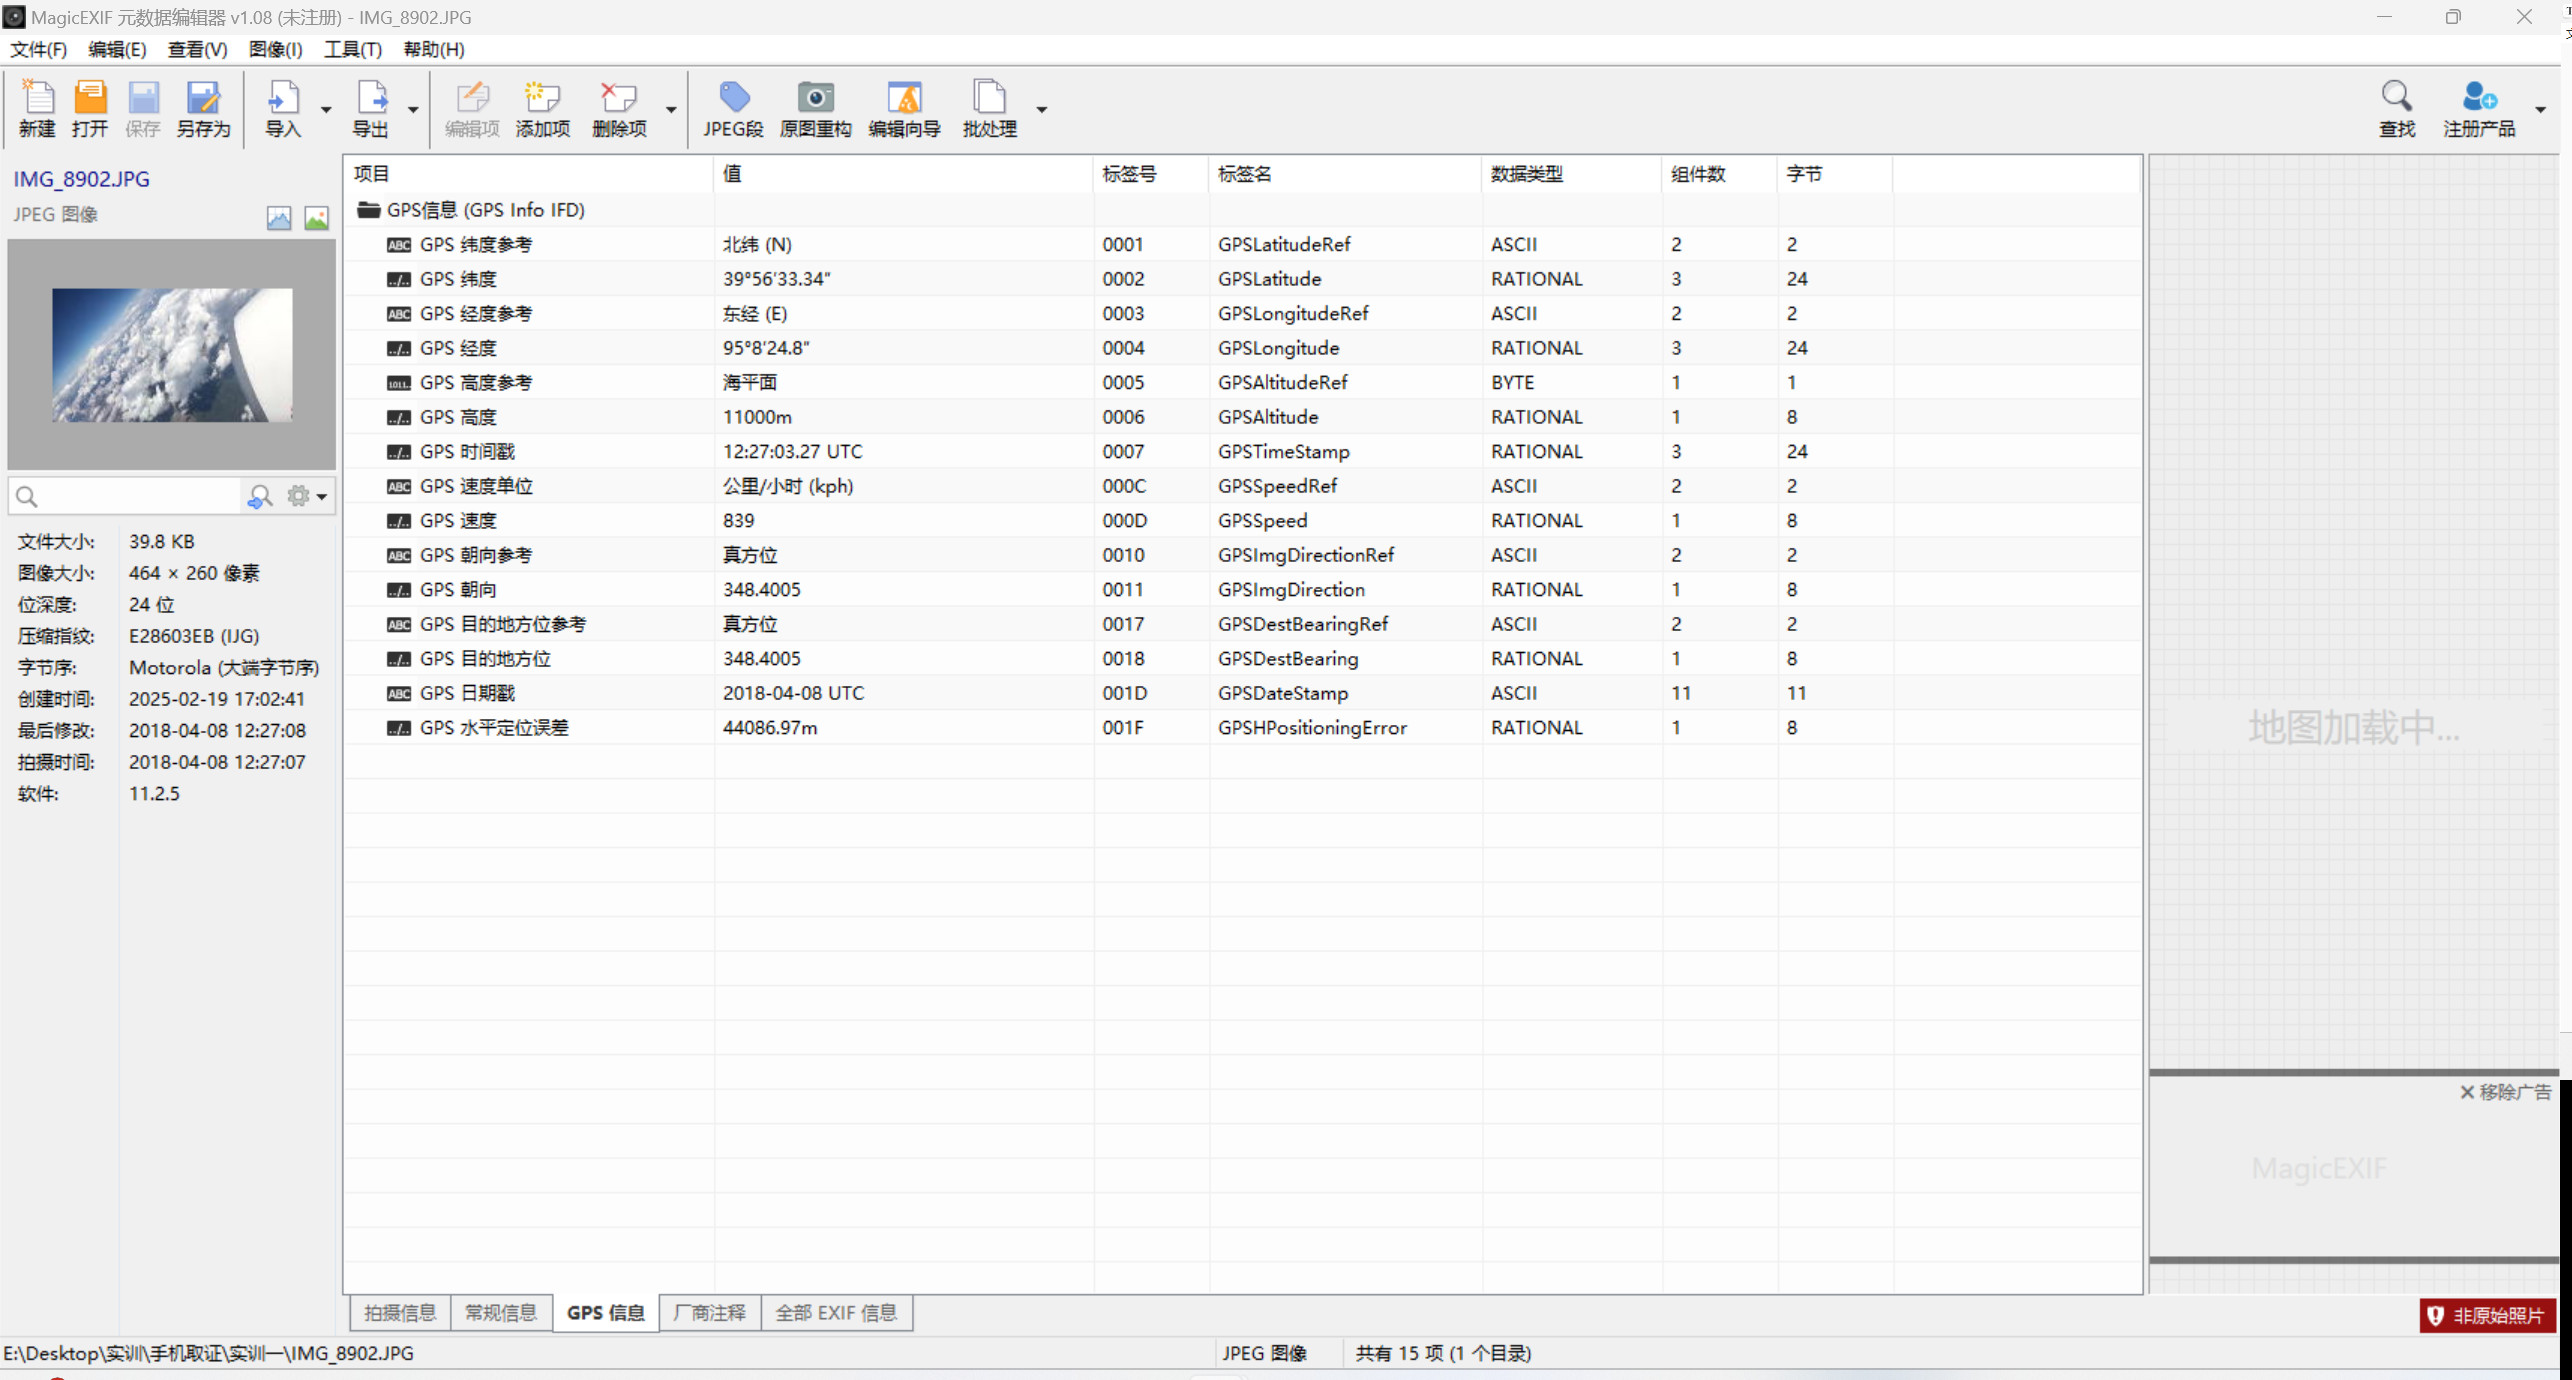 MagicEXIF 元数据编辑器 v1.08 (未注册) - IMG_8902.JPG
文件(F) 编辑(E) 查看(V) 图像(I) 工具(T) 帮助(H)
新建 打开 保存 另存为 导入 导出 编辑项 添加项 删除项 JPEG段 原图重构 编辑向导 批处理 查找 注册产品
IMG_8902.JPG
JPEG 图像
文件大小: 39.8 KB
图像大小: 464 × 260 像素
位深度: 24 位
压缩指纹: E28603EB (IJG)
字节序: Motorola (大端字节序)
创建时间: 2025-02-19 17:02:41
最后修改: 2018-04-08 12:27:08
拍摄时间: 2018-04-08 12:27:07
软件: 11.2.5
项目 值 标签号 标签名 数据类型 组件数 字节
GPS信息 (GPS Info IFD)
ABC GPS 纬度参考 北纬 (N) 0001 GPSLatitudeRef ASCII 2 2
../.. GPS 纬度 39°56'33.34" 0002 GPSLatitude RATIONAL 3 24
ABC GPS 经度参考 东经 (E) 0003 GPSLongitudeRef ASCII 2 2
../.. GPS 经度 95°8'24.8" 0004 GPSLongitude RATIONAL 3 24
1011.. GPS 高度参考 海平面 0005 GPSAltitudeRef BYTE 1 1
../.. GPS 高度 11000m 0006 GPSAltitude RATIONAL 1 8
../.. GPS 时间戳 12:27:03.27 UTC 0007 GPSTimeStamp RATIONAL 3 24
ABC GPS 速度单位 公里/小时 (kph) 000C GPSSpeedRef ASCII 2 2
../.. GPS 速度 839 000D GPSSpeed RATIONAL 1 8
ABC GPS 朝向参考 真方位 0010 GPSImgDirectionRef ASCII 2 2
../.. GPS 朝向 348.4005 0011 GPSImgDirection RATIONAL 1 8
ABC GPS 目的地方位参考 真方位 0017 GPSDestBearingRef ASCII 2 2
../.. GPS 目的地方位 348.4005 0018 GPSDestBearing RATIONAL 1 8
ABC GPS 日期戳 2018-04-08 UTC 001D GPSDateStamp ASCII 11 11
../.. GPS 水平定位误差 44086.97m 001F GPSHPositioningError RATIONAL 1 8
地图加载中...
× 移除广告
MagicEXIF
拍摄信息 常规信息 GPS 信息 厂商注释 全部 EXIF 信息
非原始照片
E:\Desktop\实训\手机取证\实训一\IMG_8902.JPG JPEG 图像 共有 15 项 (1 个目录)